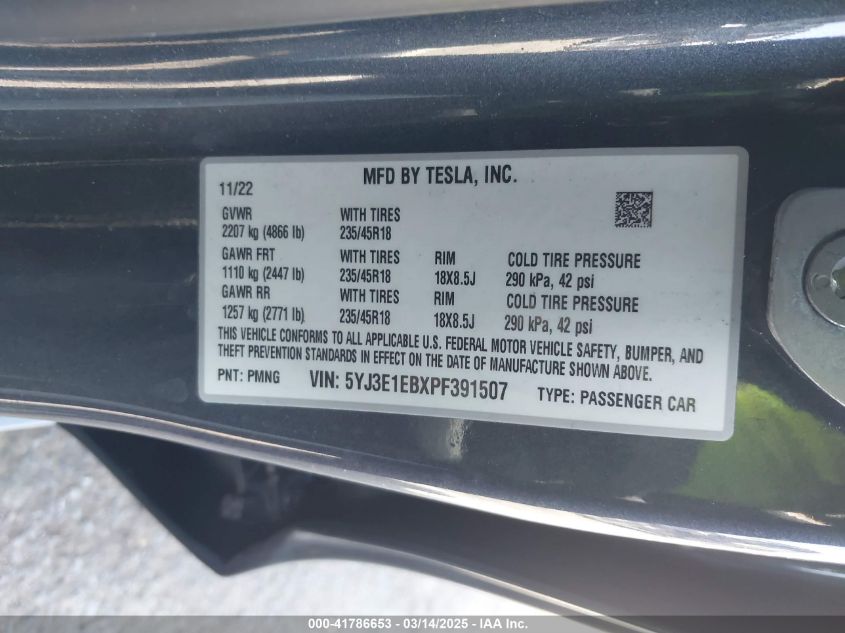 MFD BY TESLA, INC.
11/22
GVWR WITH TIRES
2207 kg (4866 lb) 235/45R18
GAWR FRT WITH TIRES RIM COLD TIRE PRESSURE
1110 kg (2447 lb) 235/45R18 18X8.5J 290 kPa, 42 psi
GAWR RR WITH TIRES RIM COLD TIRE PRESSURE
1257 kg (2771 lb) 235/45R18 18X8.5J 290 kPa, 42 psi
THIS VEHICLE CONFORMS TO ALL APPLICABLE U.S. FEDERAL MOTOR VEHICLE SAFETY, BUMPER, AND
THEFT PREVENTION STANDARDS IN EFFECT ON THE DATE OF MANUFACTURE SHOWN ABOVE.
PNT: PMNG VIN: 5YJ3E1EBXPF391507 TYPE: PASSENGER CAR
000-41786653 - 03/14/2025 - IAAI Inc.